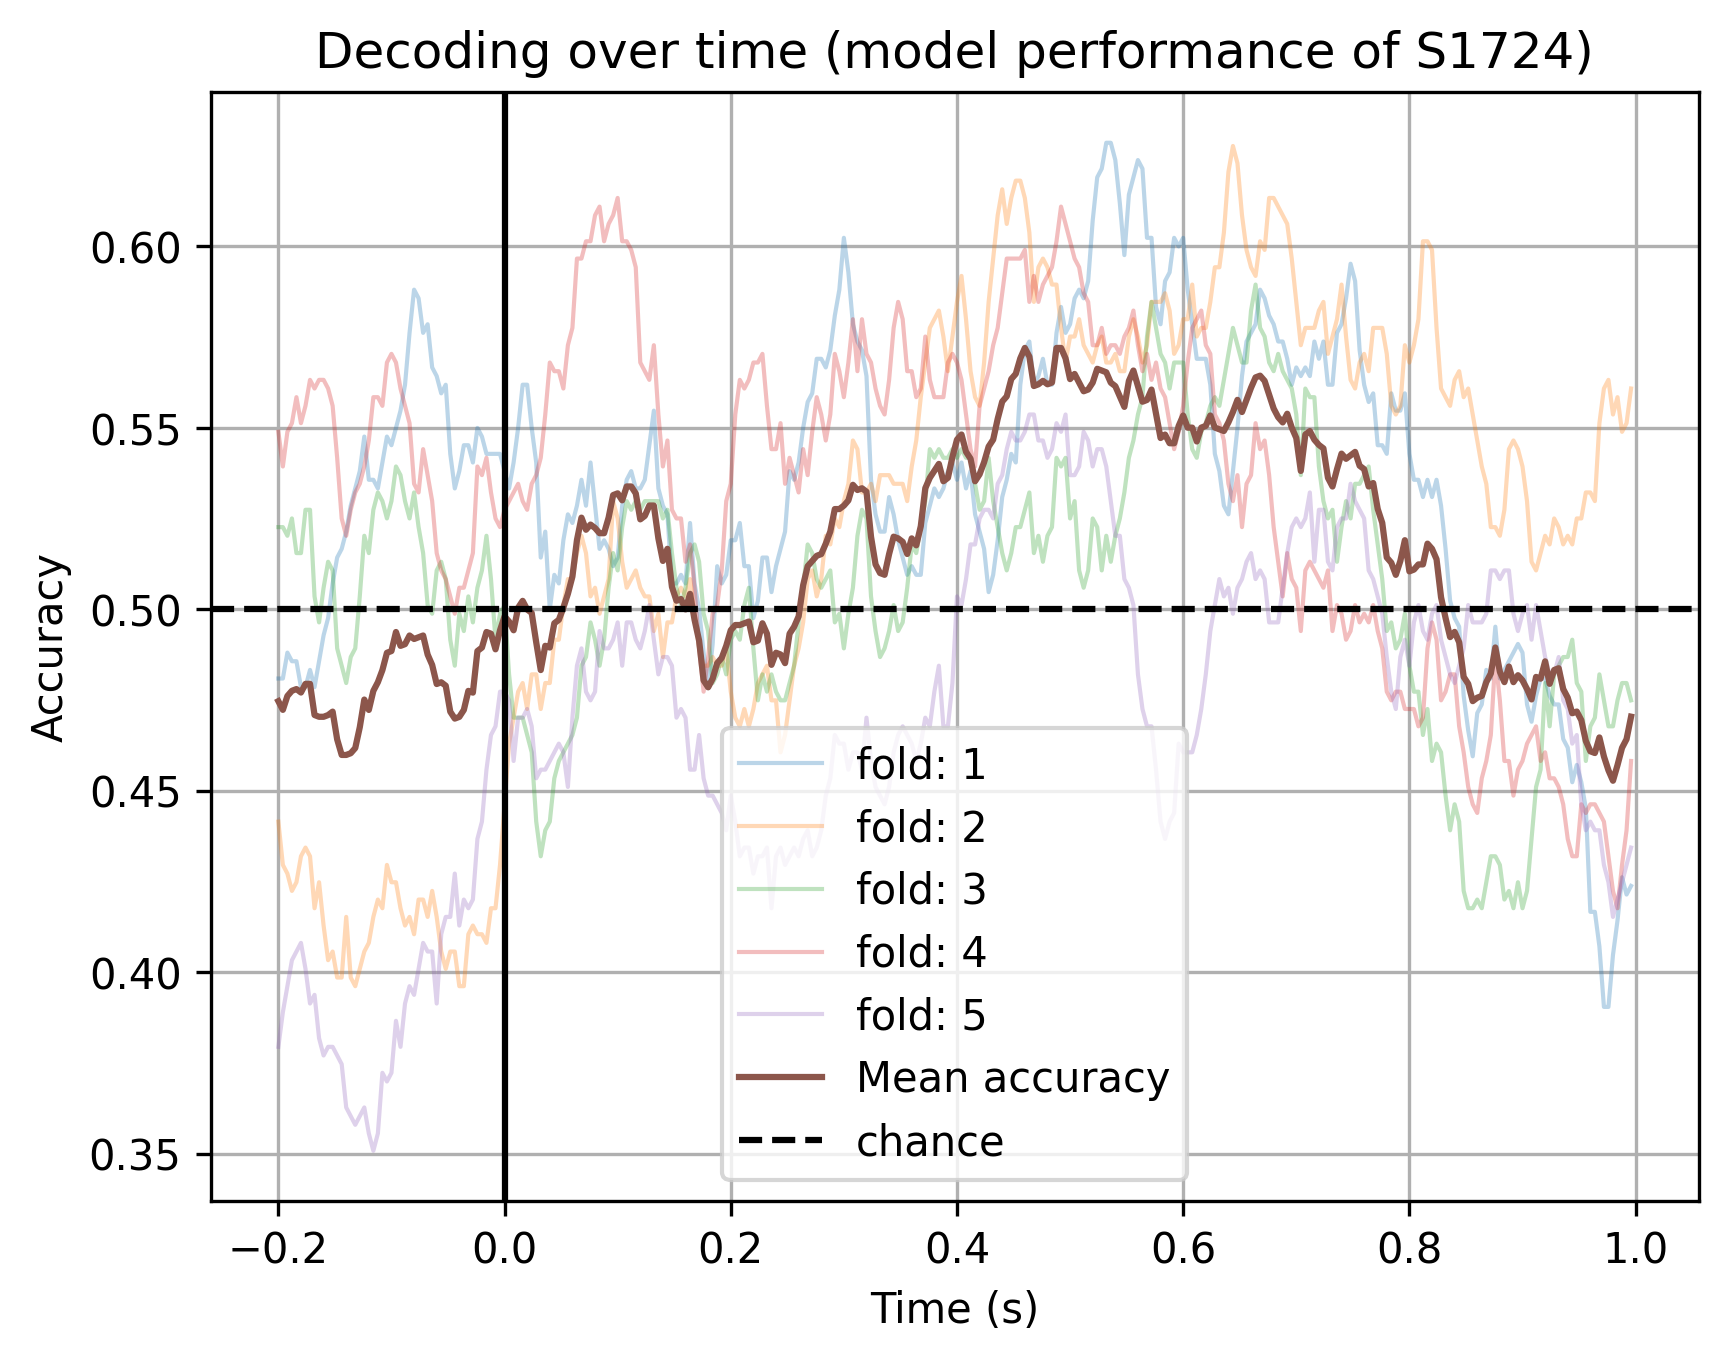 Decoding over time (model performance of S1724)
Accuracy
0.60
0.55
0.50
0.45
0.40
0.35
fold: 1
fold: 2
fold: 3
fold: 4
fold: 5
Mean accuracy
chance
−0.2 0.0 0.2 0.4 0.6 0.8 1.0
Time (s)